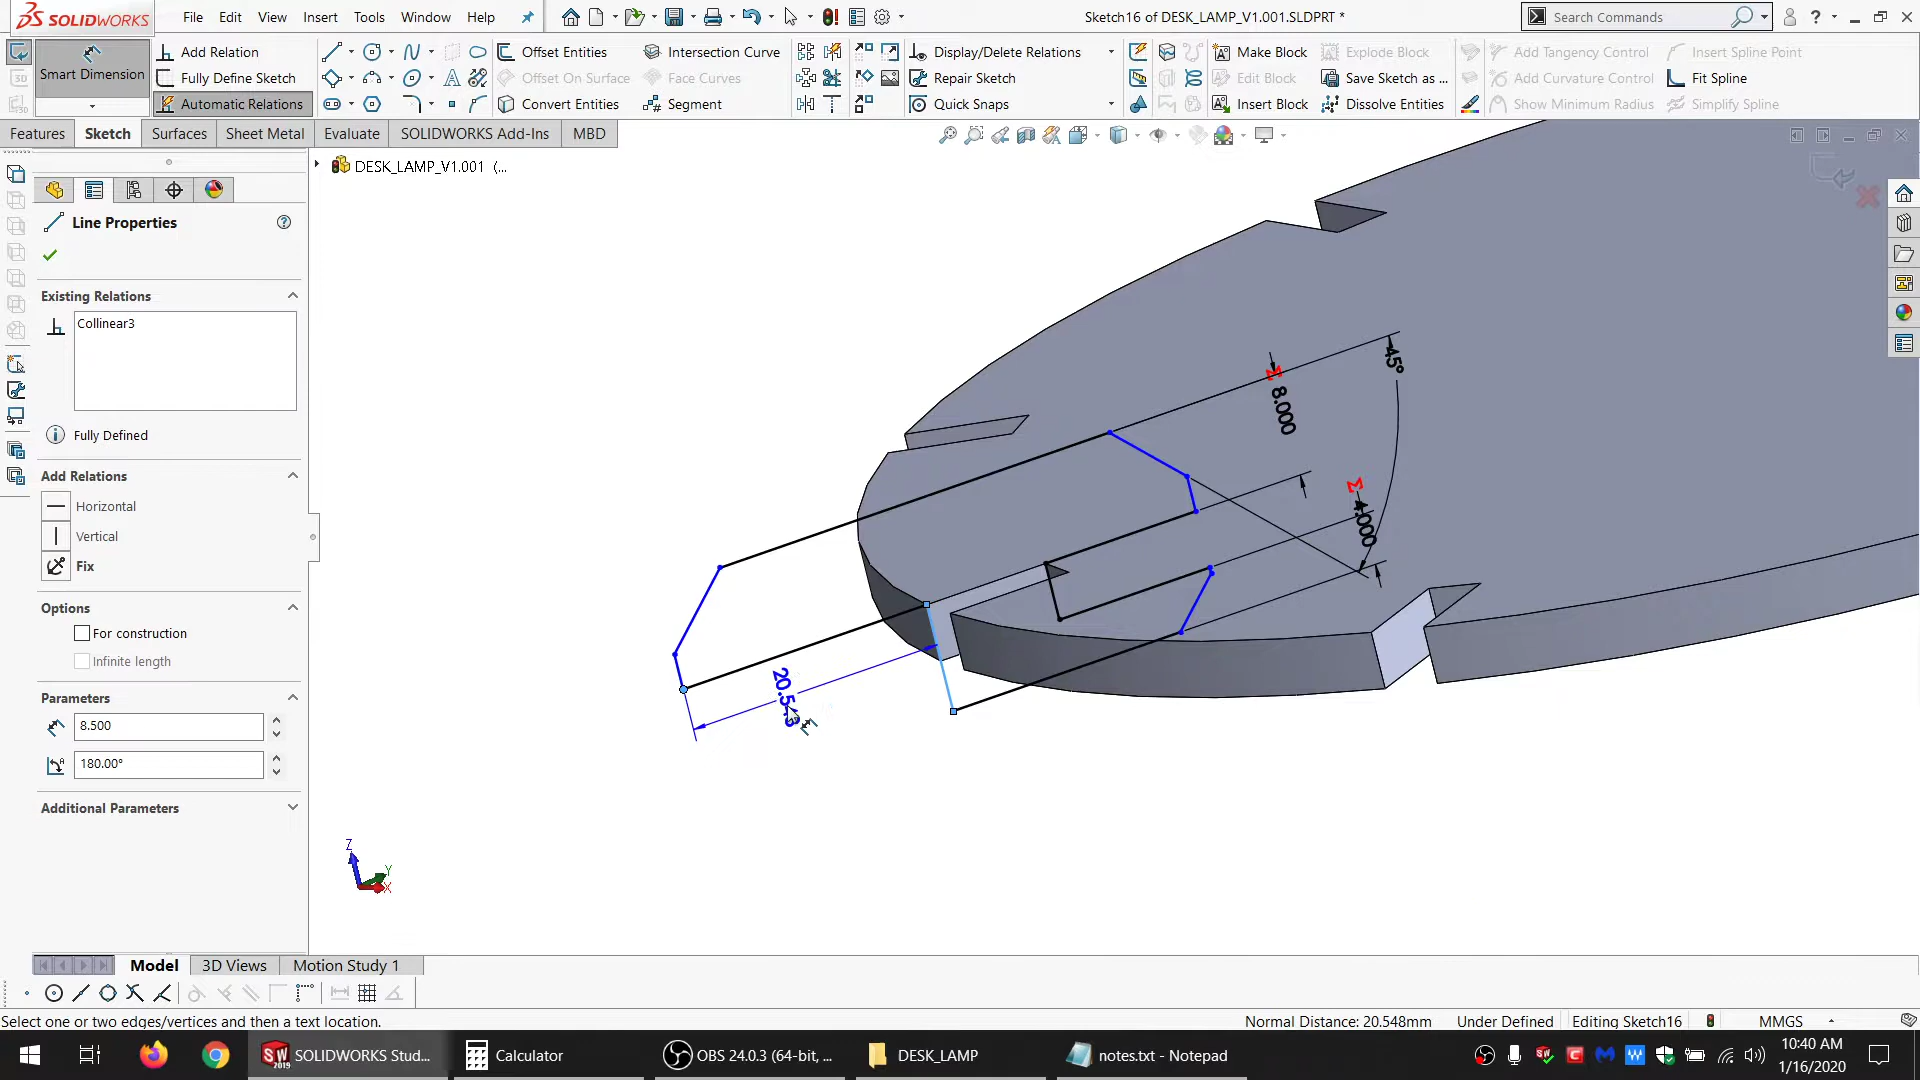 SOLIDWORKS
File
Edit
View
Insert
Tools
Window
Help
Sketch16 of DESK_LAMP_V1.001.SLDPRT *
Search Commands
Smart Dimension
Add Relation
Fully Define Sketch
Automatic Relations
Offset Entities
Offset On Surface
Convert Entities
Intersection Curve
Face Curves
Segment
Display/Delete Relations
Repair Sketch
Quick Snaps
Make Block
Edit Block
Insert Block
Explode Block
Save Sketch as ...
Dissolve Entities
Add Tangency Control
Add Curvature Control
Show Minimum Radius
Insert Spline Point
Fit Spline
Simplify Spline
Features
Sketch
Surfaces
Sheet Metal
Evaluate
SOLIDWORKS Add-Ins
MBD
DESK_LAMP_V1.001 (...
Line Properties
Existing Relations
Collinear3
Fully Defined
Add Relations
Horizontal
Vertical
Fix
Options
For construction
Infinite length
Parameters
8.500
180.00°
Additional Parameters
45°
Σ 8.000
Σ 4.000
Z
Y
X
Model
3D Views
Motion Study 1
Select one or two edges/vertices and then a text location.
Normal Distance: 20.548mm
Under Defined
Editing Sketch16
MMGS
SW
2019
SOLIDWORKS Stud...
Calculator
OBS 24.0.3 (64-bit, ...
DESK_LAMP
notes.txt - Notepad
10:40 AM
1/16/2020